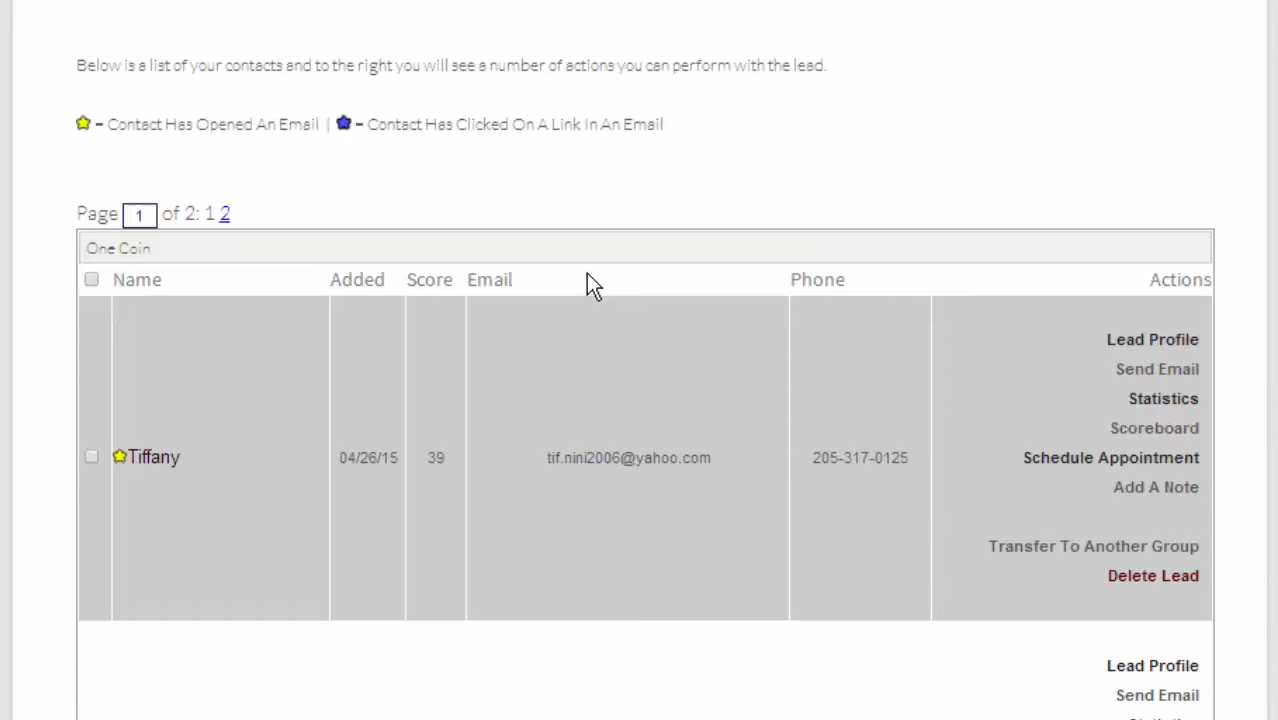 Below is a list of your contacts and to the right you will see a number of actions you can perform with the lead.
= Contact Has Opened An Email | = Contact Has Clicked On A Link In An Email
Page 1 of 2: 1 2
One Coin
Name Added Score Email Phone Actions
Lead Profile
Send Email
Statistics
Scoreboard
Tiffany 04/26/15 39 tif.nini2006@yahoo.com 205-317-0125 Schedule Appointment
Add A Note
Transfer To Another Group
Delete Lead
Lead Profile
Send Email